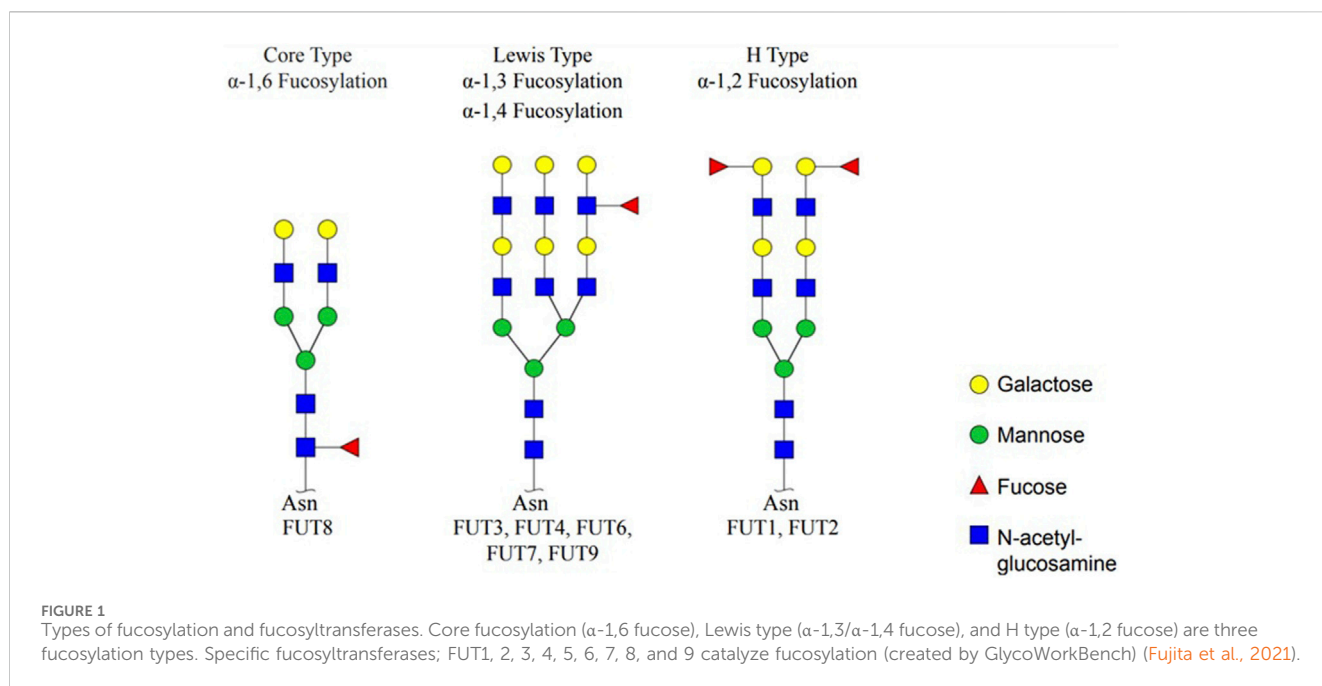 Core Type
α-1,6 Fucosylation
Lewis Type
α-1,3 Fucosylation
α-1,4 Fucosylation
H Type
α-1,2 Fucosylation
Asn
FUT8
Asn
FUT3, FUT4, FUT6,
FUT7, FUT9
Asn
FUT1, FUT2
Galactose
Mannose
Fucose
N-acetyl-
glucosamine
FIGURE 1
Types of fucosylation and fucosyltransferases. Core fucosylation (α-1,6 fucose), Lewis type (α-1,3/α-1,4 fucose), and H type (α-1,2 fucose) are three
fucosylation types. Specific fucosyltransferases; FUT1, 2, 3, 4, 5, 6, 7, 8, and 9 catalyze fucosylation (created by GlycoWorkBench) (Fujita et al., 2021).